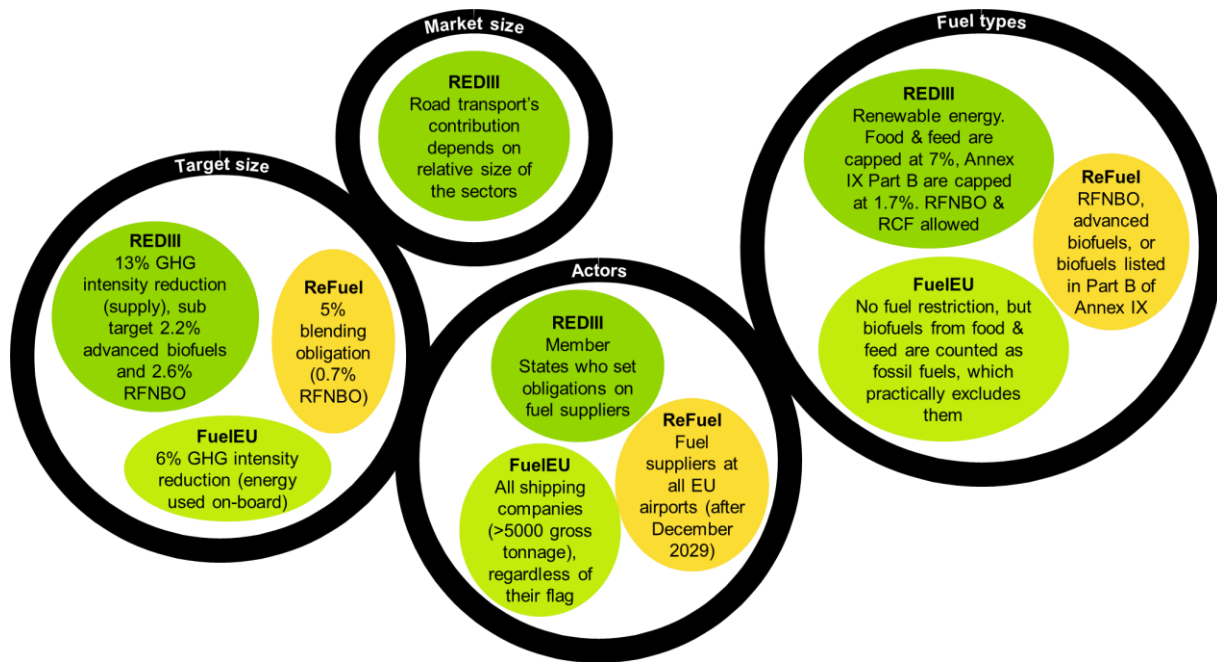 Market size
REDIII
Road transport's
contribution
depends on
relative size of
the sectors
Target size
REDIII
13% GHG
intensity reduction
(supply), sub
target 2.2%
advanced biofuels
and 2.6%
RFNBO
ReFuel
5%
blending
obligation
(0.7%
RFNBO)
FuelEU
6% GHG intensity
reduction (energy
used on-board)
Actors
REDIII
Member
States who set
obligations on
fuel suppliers
ReFuel
Fuel
suppliers at
all EU
airports (after
December
2029)
FuelEU
All shipping
companies
(>5000 gross
tonnage),
regardless of
their flag
Fuel types
REDIII
Renewable energy.
Food & feed are
capped at 7%, Annex
IX Part B are capped
at 1.7%. RFNBO &
RCF allowed
ReFuel
RFNBO,
advanced
biofuels, or
biofuels listed
in Part B of
Annex IX
FuelEU
No fuel restriction, but
biofuels from food &
feed are counted as
fossil fuels, which
practically excludes
them